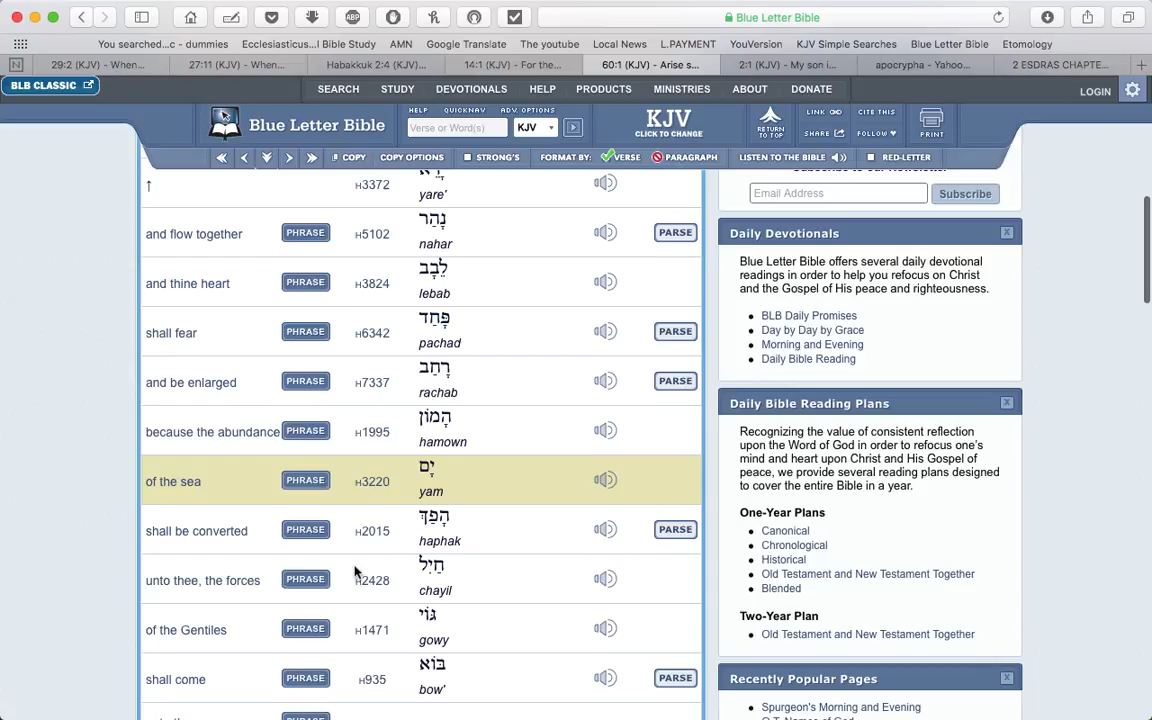 Blue Letter Bible
You searched...c - dummies
Ecclesiasticus...l Bible Study
AMN
Google Translate
The youtube
Local News
L.PAYMENT
YouVersion
KJV Simple Searches
Blue Letter Bible
Etomology
29:2 (KJV) - When...
27:11 (KJV) - When...
Habakkuk 2:4 (KJV)...
14:1 (KJV) - For the...
60:1 (KJV) - Arise s...
2:1 (KJV) - My son i...
apocrypha - Yahoo...
2 ESDRAS CHAPTE...
BLB CLASSIC
SEARCH
STUDY
DEVOTIONALS
HELP
PRODUCTS
MINISTRIES
ABOUT
DONATE
LOGIN
Blue Letter Bible
HELP
QUICKNAV
ADV. OPTIONS
Verse or Word(s)
KJV
KJV
CLICK TO CHANGE
RETURN
TO TOP
LINK
CITE THIS
SHARE
FOLLOW
PRINT
COPY
COPY OPTIONS
STRONG'S
FORMAT BY:
VERSE
PARAGRAPH
LISTEN TO THE BIBLE
RED-LETTER
↑
H3372
yare'
and flow together
PHRASE
H5102
נָהַר
nahar
PARSE
and thine heart
PHRASE
H3824
לֵבָב
lebab
shall fear
PHRASE
H6342
פָּחַד
pachad
PARSE
and be enlarged
PHRASE
H7337
רָחַב
rachab
PARSE
because the abundance
PHRASE
H1995
הָמוֹן
hamown
of the sea
PHRASE
H3220
יָם
yam
shall be converted
PHRASE
H2015
הָפַךְ
haphak
PARSE
unto thee, the forces
PHRASE
H2428
חַיִל
chayil
of the Gentiles
PHRASE
H1471
גּוֹי
gowy
shall come
PHRASE
H935
בּוֹא
bow'
PARSE
Email Address
Subscribe
Daily Devotionals
Blue Letter Bible offers several daily devotional
readings in order to help you refocus on Christ
and the Gospel of His peace and righteousness.
BLB Daily Promises
Day by Day by Grace
Morning and Evening
Daily Bible Reading
Daily Bible Reading Plans
Recognizing the value of consistent reflection
upon the Word of God in order to refocus one's
mind and heart upon Christ and His Gospel of
peace, we provide several reading plans designed
to cover the entire Bible in a year.
One-Year Plans
Canonical
Chronological
Historical
Old Testament and New Testament Together
Blended
Two-Year Plan
Old Testament and New Testament Together
Recently Popular Pages
Spurgeon's Morning and Evening